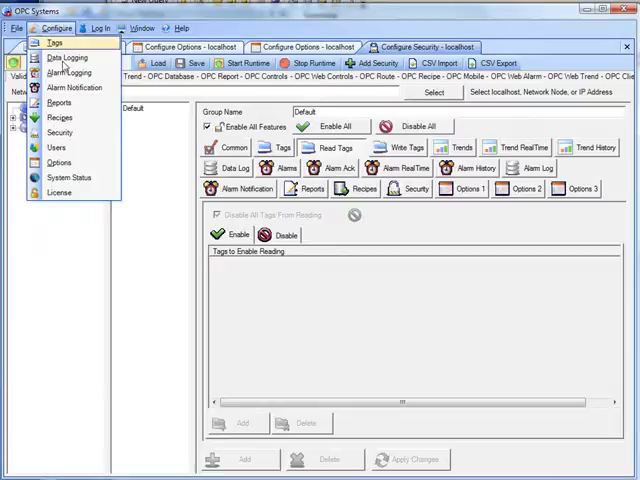 OPC Systems
File Configure Log In Window Help
Configure Options - localhost Configure Options - localhost Configure Security - localhost
Load Save Start Runtime Stop Runtime Add Security CSV Import CSV Export
Trend - OPC Database - OPC Report - OPC Controls - OPC Web Controls - OPC Route - OPC Recipe - OPC Mobile - OPC Web Alarm - OPC Web Trend - OPC Clie
Select Select localhost, Network Node, or IP Address
Tags
Data Logging
Alarm Logging
Alarm Notification
Reports
Recipes
Security
Users
Options
System Status
License
Default
Group Name Default
Enable All Features Enable All Disable All
Common Tags Read Tags Write Tags Trends Trend RealTime Trend History
Data Log Alarms Alarm Ack Alarm RealTime Alarm History Alarm Log
Alarm Notification Reports Recipes Security Options 1 Options 2 Options 3
Disable All Tags From Reading
Enable Disable
Tags to Enable Reading
Add Delete
Add Delete Apply Changes